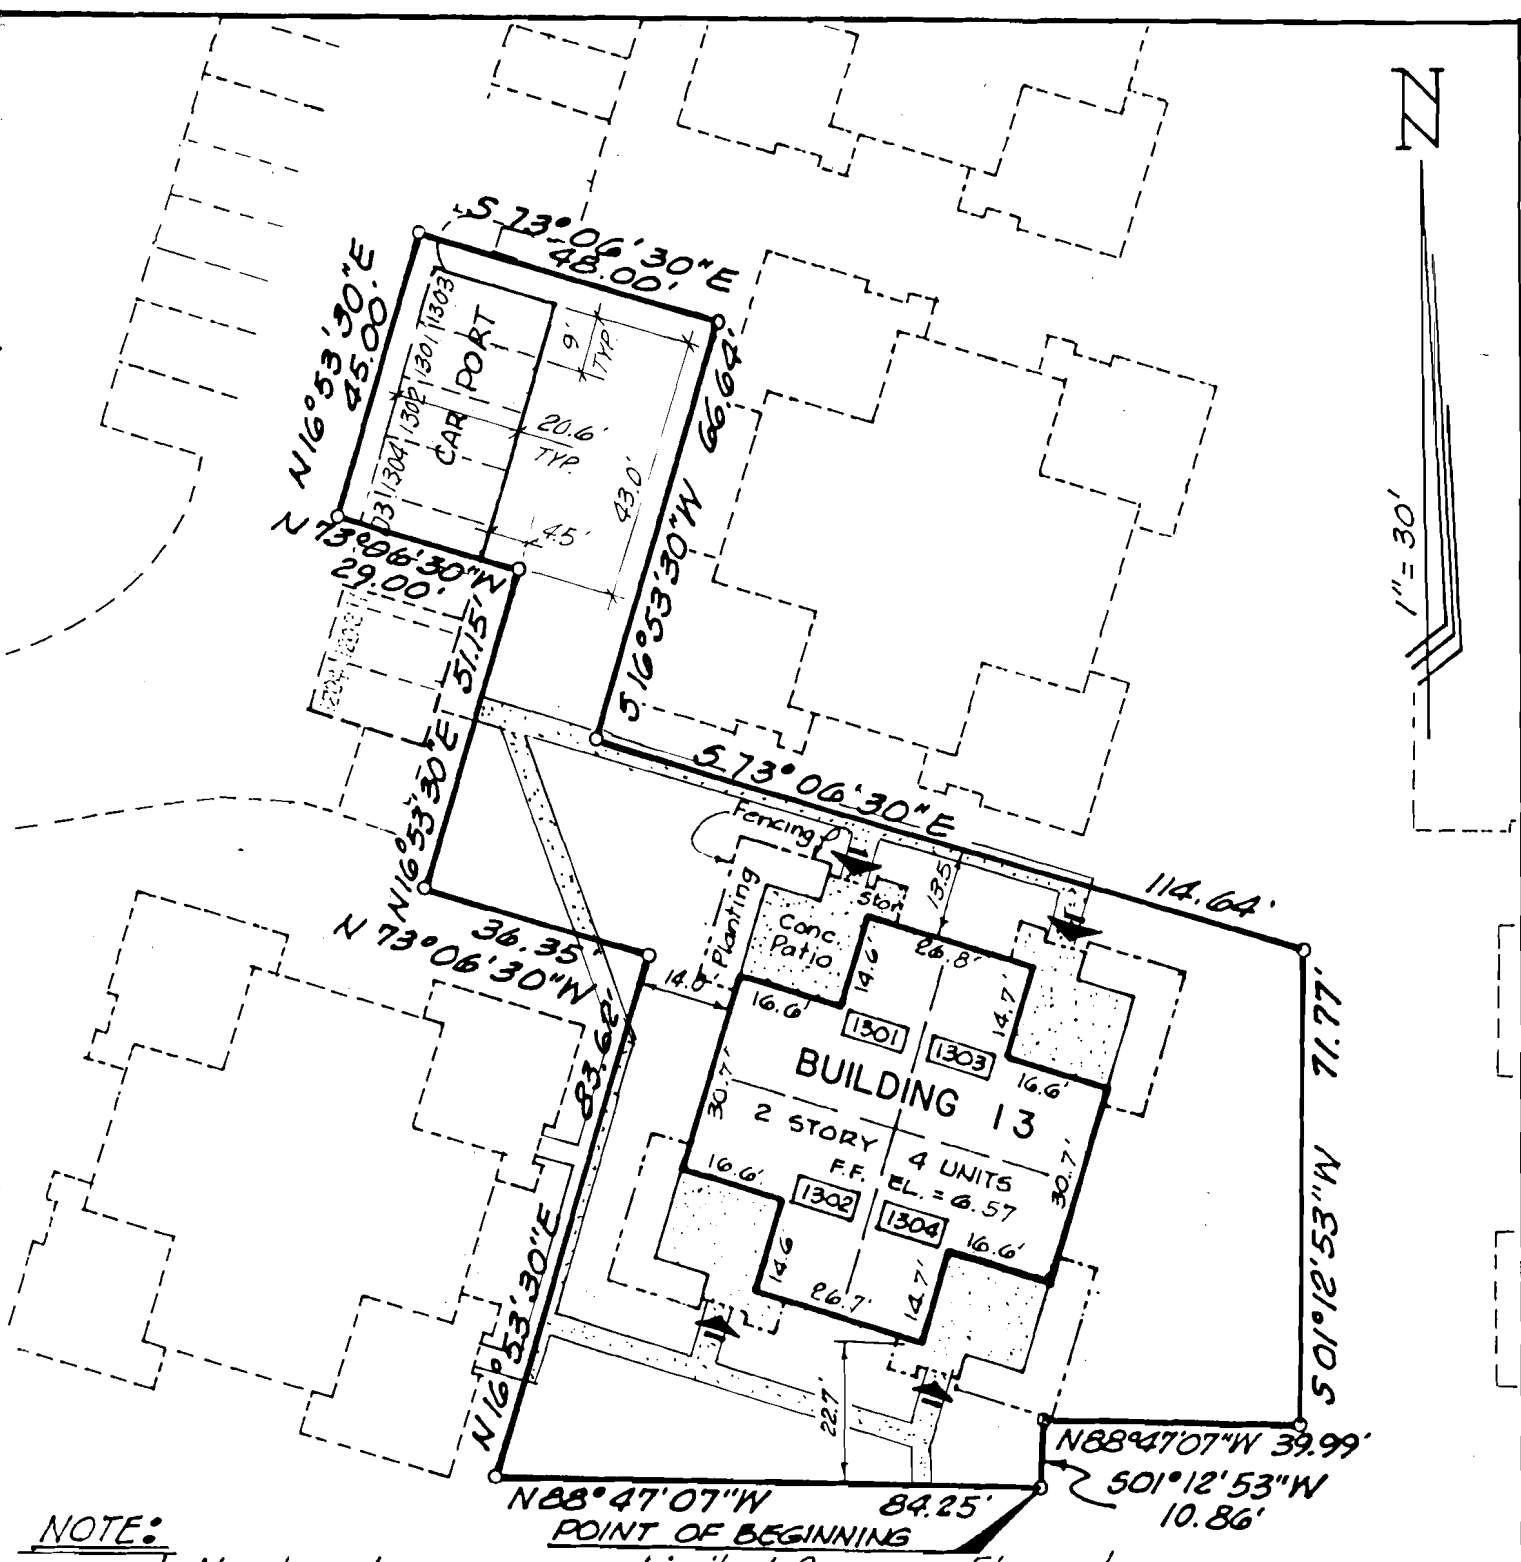 N
1"=30'
S 73°06'30"E
48.00'
N16°53'30"E
45.00'
1303
1301
1302
1304
CAR PORT
9'
TYP.
20.6'
TYP.
4.5'
43.0'
S16°53'30"W 66.64'
N 73°06'30"W
29.00'
N16°53'30"E 51.15'
S 73°06'30"E
114.64'
Fencing
Planting
Conc.
Patio
Stor
13.5'
N 73°06'30"W
36.35'
14.0'
16.6'
14.6'
26.8'
14.7'
16.6'
1301
1303
BUILDING 13
30.7'
2 STORY
4 UNITS
F.F. EL. = 6.57
30.7'
16.6'
1302
1304
16.6'
14.6
26.7'
14.7'
22.7'
N16°53'30"E 83.62'
S01°12'53"W 71.77'
N88°47'07"W 39.99'
S01°12'53"W
10.86'
N88°47'07"W 84.25'
POINT OF BEGINNING
NOTE: